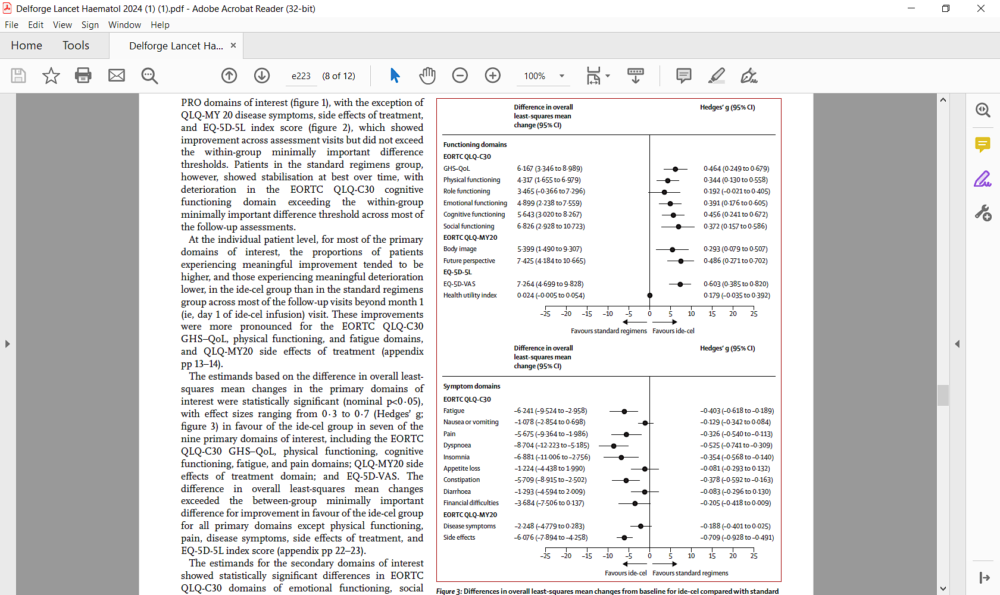 Delforge Lancet Haematol 2024 (1) (1).pdf - Adobe Acrobat Reader (32-bit)
File Edit View Sign Window Help
Home Tools Delforge Lancet Ha... ×
e223 (8 of 12) 100%
PRO domains of interest (figure 1), with the exception of
QLQ-MY 20 disease symptoms, side effects of treatment,
and EQ-5D-5L index score (figure 2), which showed
improvement across assessment visits but did not exceed
the within-group minimally important difference
thresholds. Patients in the standard regimens group,
however, showed stabilisation at best over time, with
deterioration in the EORTC QLQ-C30 cognitive
functioning domain exceeding the within-group
minimally important difference threshold across most of
the follow-up assessments.
At the individual patient level, for most of the primary
domains of interest, the proportions of patients
experiencing meaningful improvement tended to be
higher, and those experiencing meaningful deterioration
lower, in the ide-cel group than in the standard regimens
group across most of the follow-up visits beyond month 1
(ie, day 1 of ide-cel infusion) visit. These improvements
were more pronounced for the EORTC QLQ-C30
GHS–QoL, physical functioning, and fatigue domains,
and QLQ-MY20 side effects of treatment (appendix
pp 13–14).
The estimands based on the difference in overall least-
squares mean changes in the primary domains of
interest were statistically significant (nominal p<0·05),
with effect sizes ranging from 0·3 to 0·7 (Hedges' g;
figure 3) in favour of the ide-cel group in seven of the
nine primary domains of interest, including the EORTC
QLQ-C30 GHS–QoL, physical functioning, cognitive
functioning, fatigue, and pain domains; QLQ-MY20 side
effects of treatment domain; and EQ-5D-VAS. The
difference in overall least-squares mean changes
exceeded the between-group minimally important
difference for improvement in favour of the ide-cel group
for all primary domains except physical functioning,
pain, disease symptoms, side effects of treatment, and
EQ-5D-5L index score (appendix pp 22–23).
The estimands for the secondary domains of interest
showed statistically significant differences in EORTC
QLQ-C30 domains of emotional functioning, social
Difference in overall
least-squares mean
change (95% CI)
Hedges' g (95% CI)
Functioning domains
EORTC QLQ-C30
GHS–QoL 6·167 (3·346 to 8·989) 0·464 (0·249 to 0·679)
Physical functioning 4·317 (1·655 to 6·979) 0·344 (0·130 to 0·558)
Role functioning 3·465 (–0·366 to 7·296) 0·192 (–0·021 to 0·405)
Emotional functioning 4·899 (2·238 to 7·559) 0·391 (0·176 to 0·605)
Cognitive functioning 5·643 (3·020 to 8·267) 0·456 (0·241 to 0·672)
Social functioning 6·826 (2·928 to 10·723) 0·372 (0·157 to 0·586)
EORTC QLQ-MY20
Body image 5·399 (1·490 to 9·307) 0·293 (0·079 to 0·507)
Future perspective 7·425 (4·184 to 10·665) 0·486 (0·271 to 0·702)
EQ-5D-5L
EQ-5D-VAS 7·264 (4·699 to 9·828) 0·603 (0·385 to 0·820)
Health utility index 0·024 (–0·005 to 0·054) 0·179 (–0·035 to 0·392)
–25 –20 –15 –10 –5 0 5 10 15 20 25
Favours standard regimens Favours ide-cel
Difference in overall
least-squares mean
change (95% CI)
Hedges' g (95% CI)
Symptom domains
EORTC QLQ-C30
Fatigue –6·241 (–9·524 to –2·958) –0·403 (–0·618 to –0·189)
Nausea or vomiting –1·078 (–2·854 to 0·698) –0·129 (–0·342 to 0·084)
Pain –5·675 (–9·364 to –1·986) –0·326 (–0·540 to –0·113)
Dyspnoea –8·704 (–12·223 to –5·185) –0·525 (–0·741 to –0·309)
Insomnia –6·881 (–11·006 to –2·756) –0·354 (–0·568 to –0·140)
Appetite loss –1·224 (–4·438 to 1·990) –0·081 (–0·293 to 0·132)
Constipation –5·709 (–8·915 to –2·502) –0·378 (–0·592 to –0·163)
Diarrhoea –1·293 (–4·594 to 2·009) –0·083 (–0·296 to 0·130)
Financial difficulties –3·684 (–7·506 to 0·137) –0·205 (–0·418 to 0·009)
EORTC QLQ-MY20
Disease symptoms –2·248 (–4·779 to 0·283) –0·188 (–0·401 to 0·025)
Side effects –6·076 (–7·894 to –4·258) –0·709 (–0·928 to –0·491)
–25 –20 –15 –10 –5 0 5 10 15 20 25
Favours ide-cel Favours standard regimens
Figure 3: Differences in overall least-squares mean changes from baseline for ide-cel compared with standard